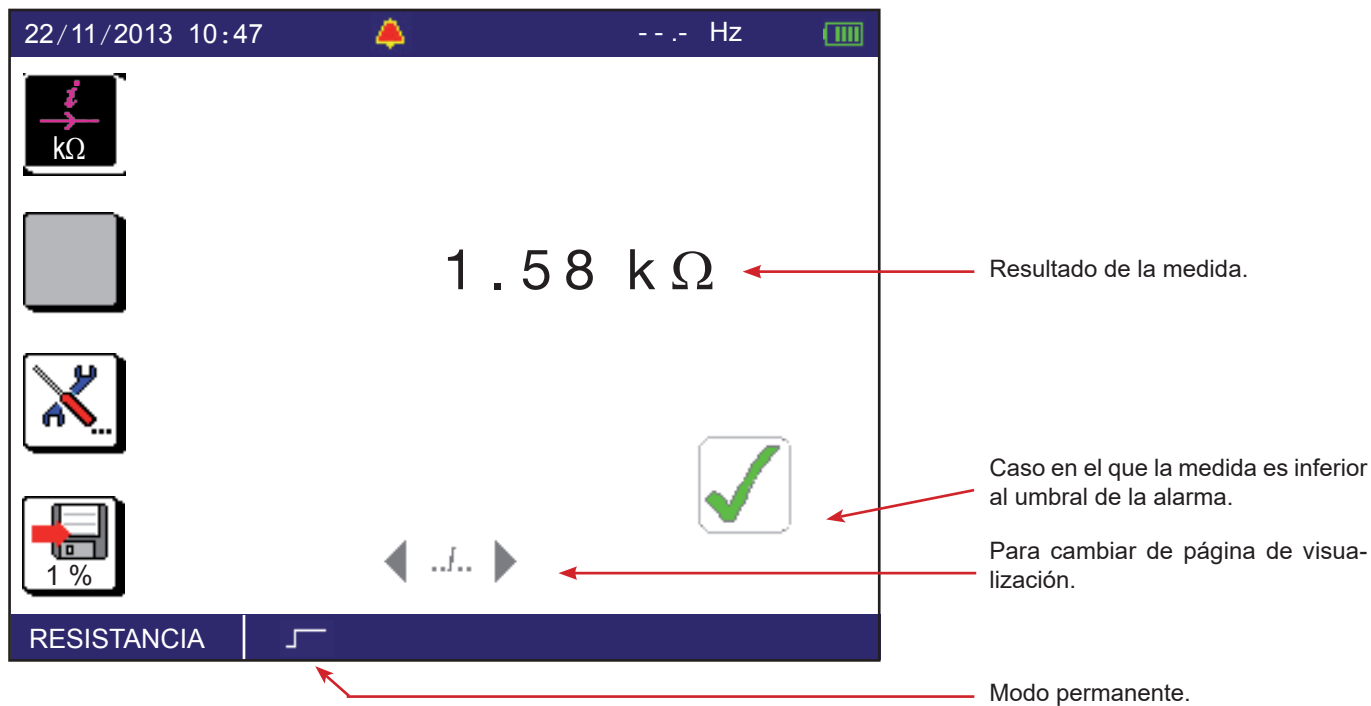 22/11/2013 10:47 --.- Hz
i
kΩ
1.58 kΩ
Resultado de la medida.
...
Caso en el que la medida es inferior
al umbral de la alarma.
1 %
../..
Para cambiar de página de visua-
lización.
RESISTANCIA
Modo permanente.